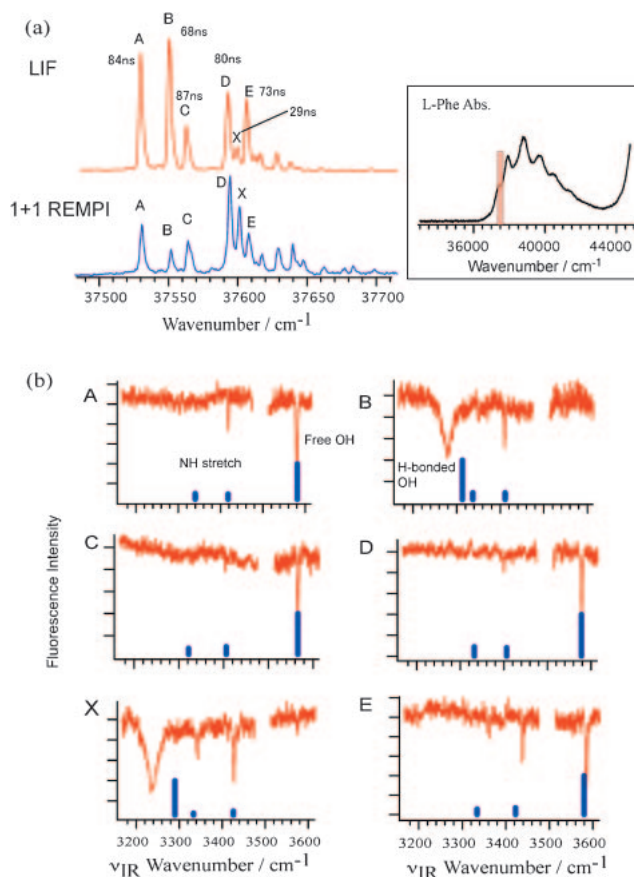 (a)
LIF
A
84ns
B
68ns
C
87ns
80ns
D
X
E
73ns
29ns
1+1 REMPI
A
B
C
D
X
E
37500
37550
37600
37650
37700
Wavenumber / cm-1
L-Phe Abs.
36000
40000
44000
Wavenumber / cm-1
(b)
Fluorescence Intensity
A
NH stretch
Free OH
B
H-bonded
OH
C
D
X
E
3200
3300
3400
3500
3600
νIR Wavenumber / cm-1
3200
3300
3400
3500
3600
νIR Wavenumber / cm-1